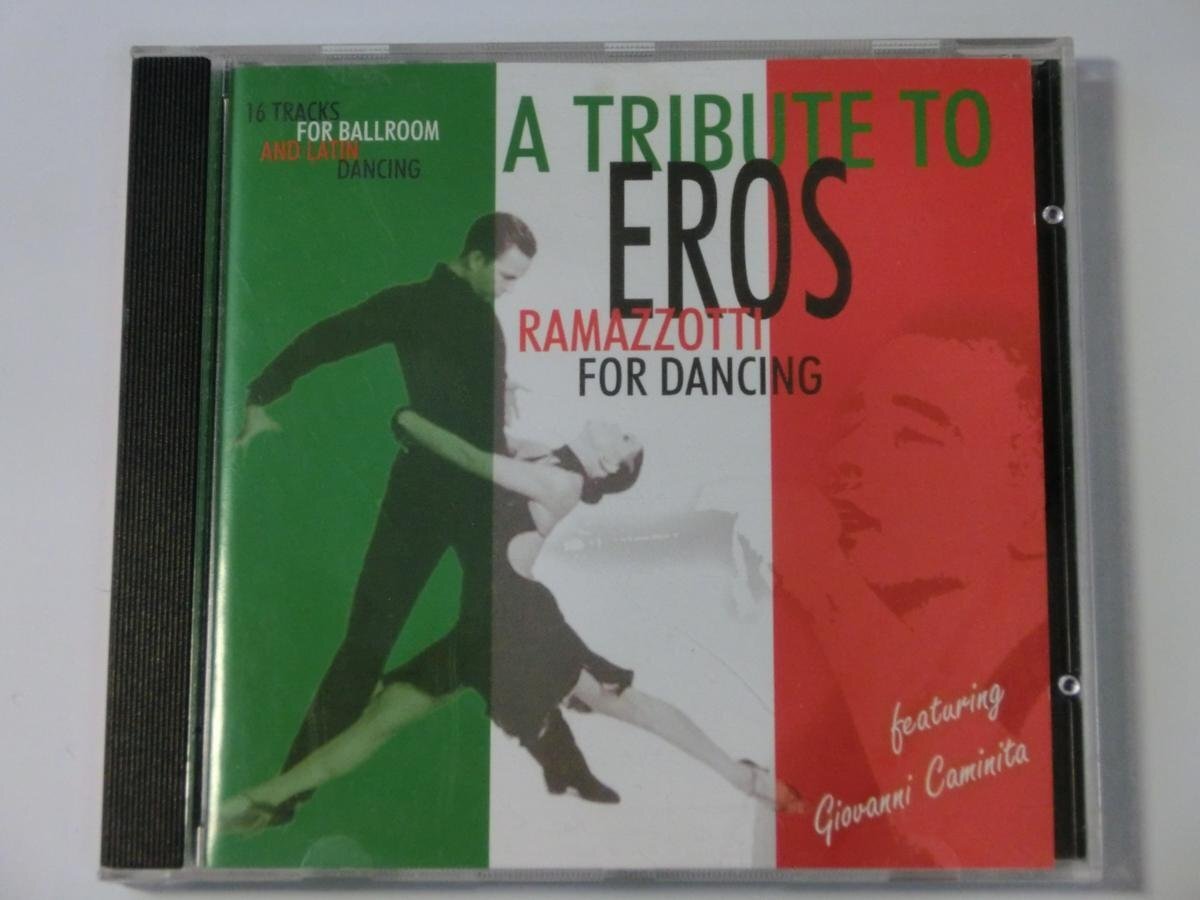 16 TRACKS
FOR BALLROOM
AND LATIN
DANCING
A TRIBUTE TO
EROS
RAMAZZOTTI
FOR DANCING
featuring
Giovanni Caminita